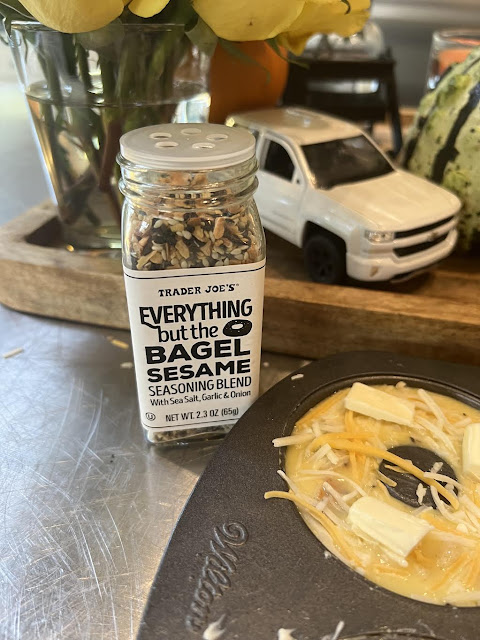 TRADER JOE'S™
EVERYTHING
but the
BAGEL
SESAME
SEASONING BLEND
With Sea Salt, Garlic & Onion
U
NET WT. 2.3 OZ (65g)
Wilton